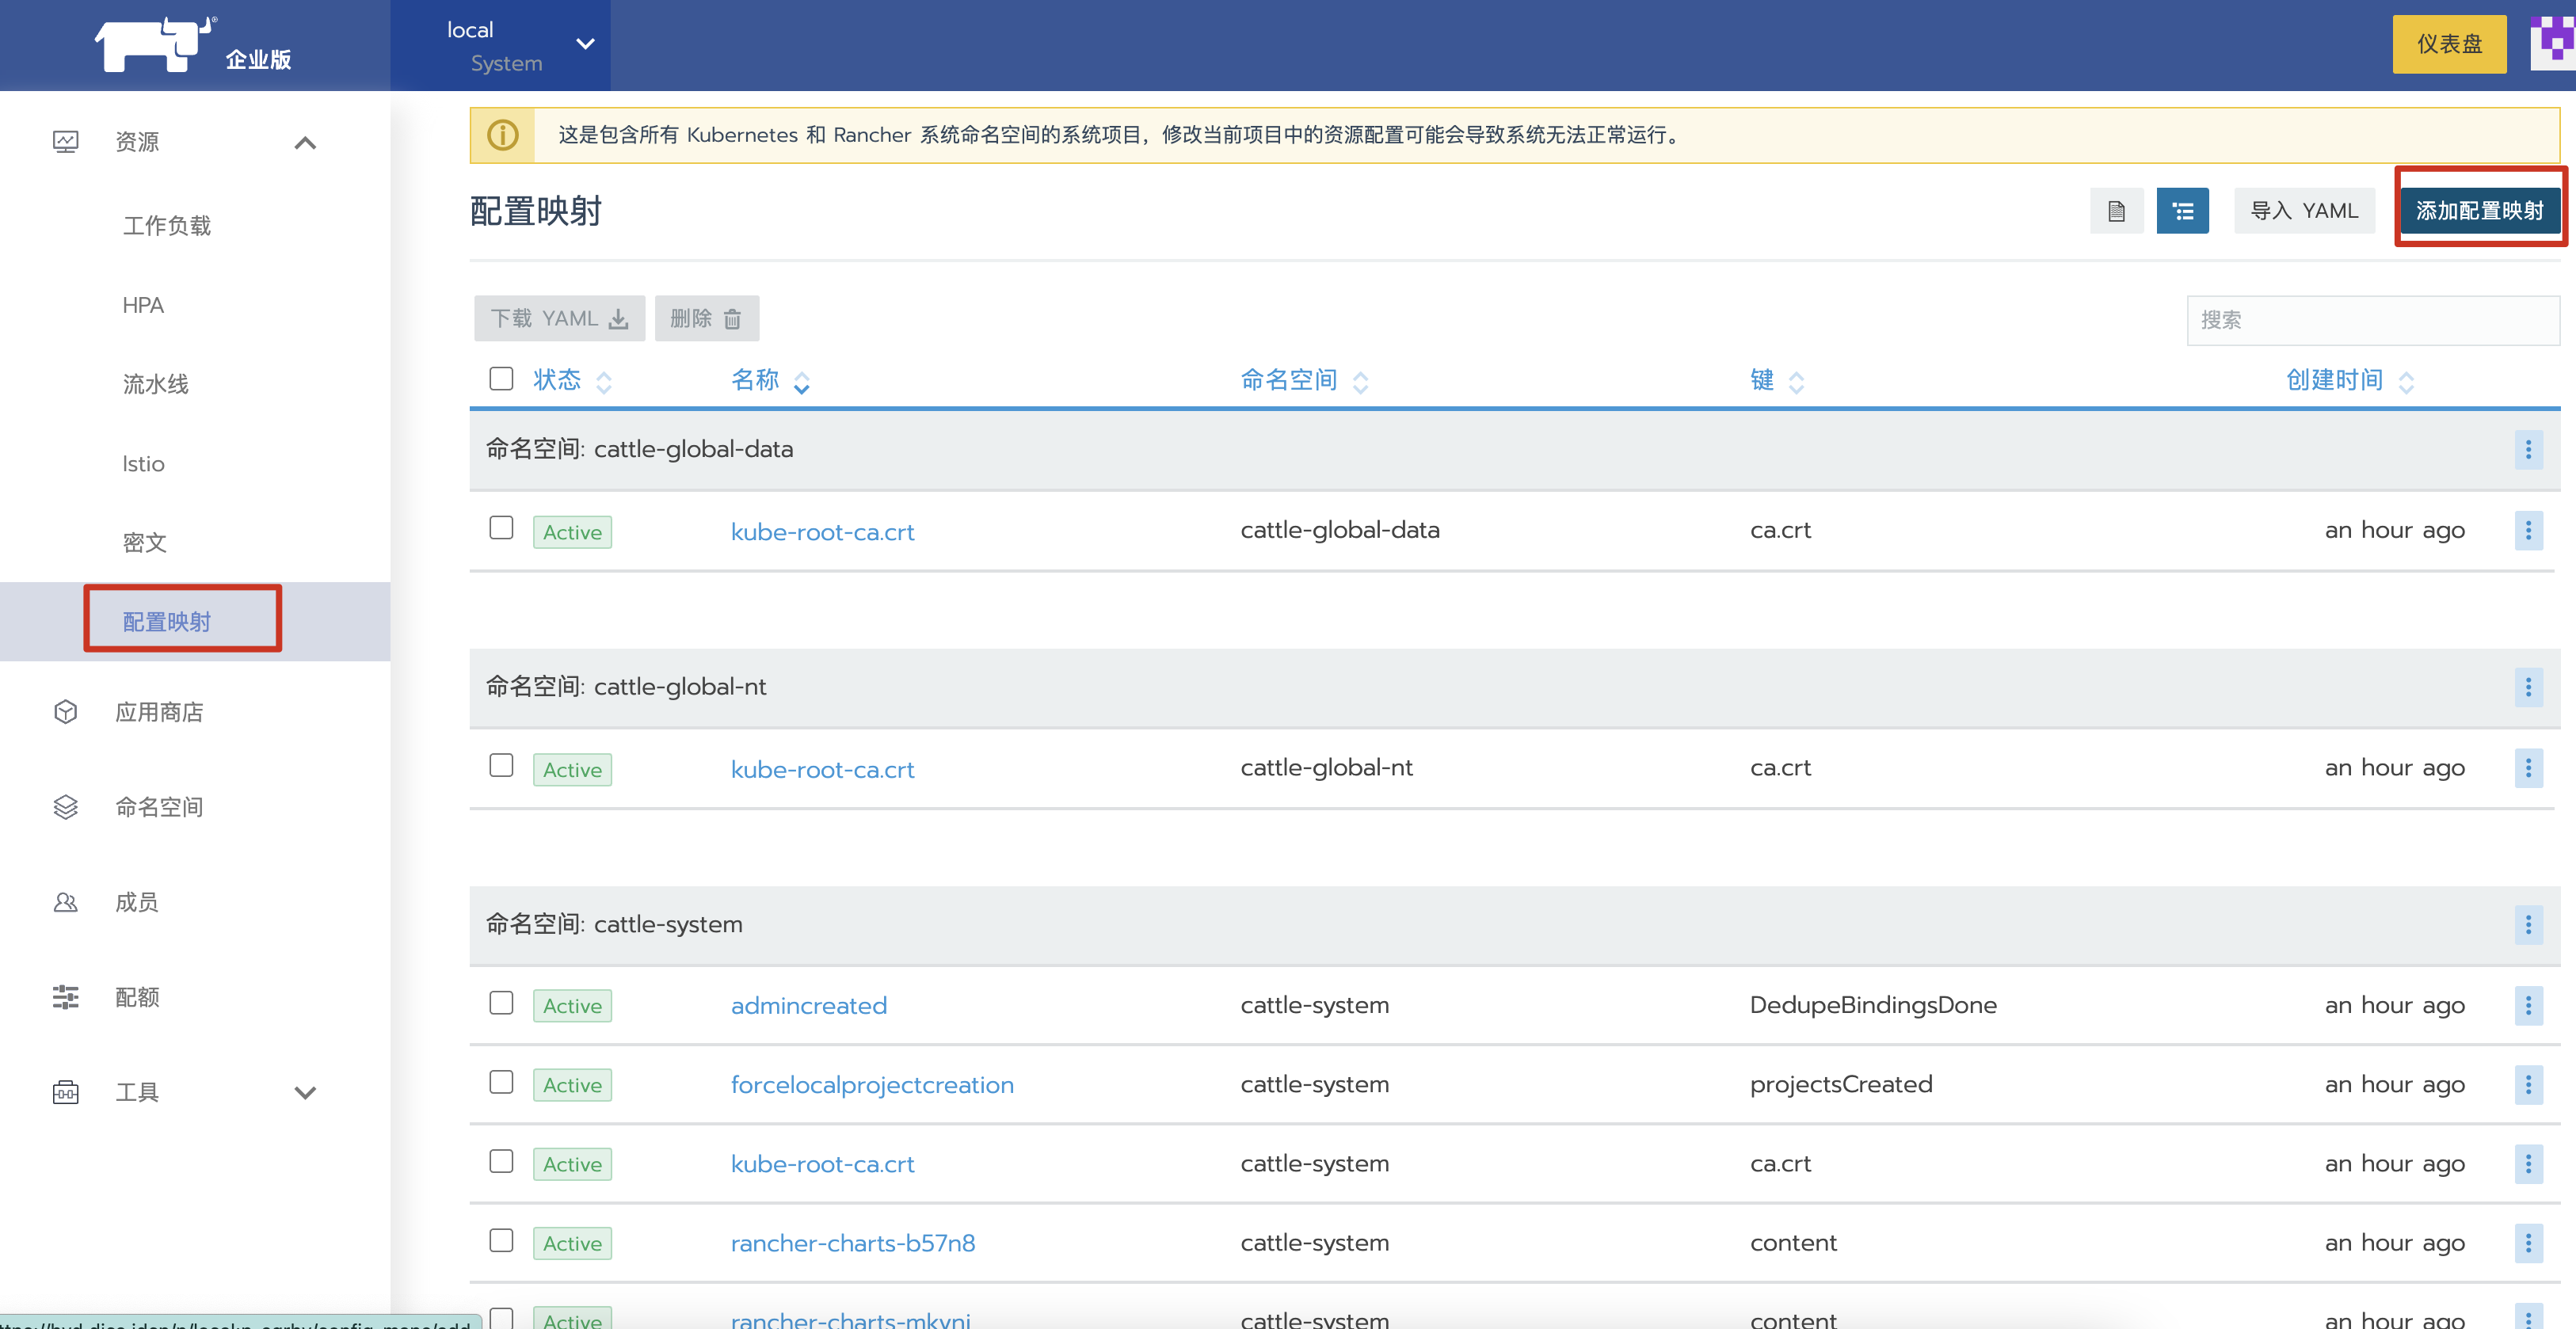 企业版
local
System
仪表盘
资源
工作负载
HPA
流水线
Istio
密文
配置映射
应用商店
命名空间
成员
配额
工具
这是包含所有 Kubernetes 和 Rancher 系统命名空间的系统项目，修改当前项目中的资源配置可能会导致系统无法正常运行。
配置映射
导入 YAML
添加配置映射
下载 YAML
删除
搜索
状态 名称 命名空间 键 创建时间
命名空间: cattle-global-data
Active kube-root-ca.crt cattle-global-data ca.crt an hour ago
命名空间: cattle-global-nt
Active kube-root-ca.crt cattle-global-nt ca.crt an hour ago
命名空间: cattle-system
Active admincreated cattle-system DedupeBindingsDone an hour ago
Active forcelocalprojectcreation cattle-system projectsCreated an hour ago
Active kube-root-ca.crt cattle-system ca.crt an hour ago
Active rancher-charts-b57n8 cattle-system content an hour ago
Active cattle-system content an hour ago